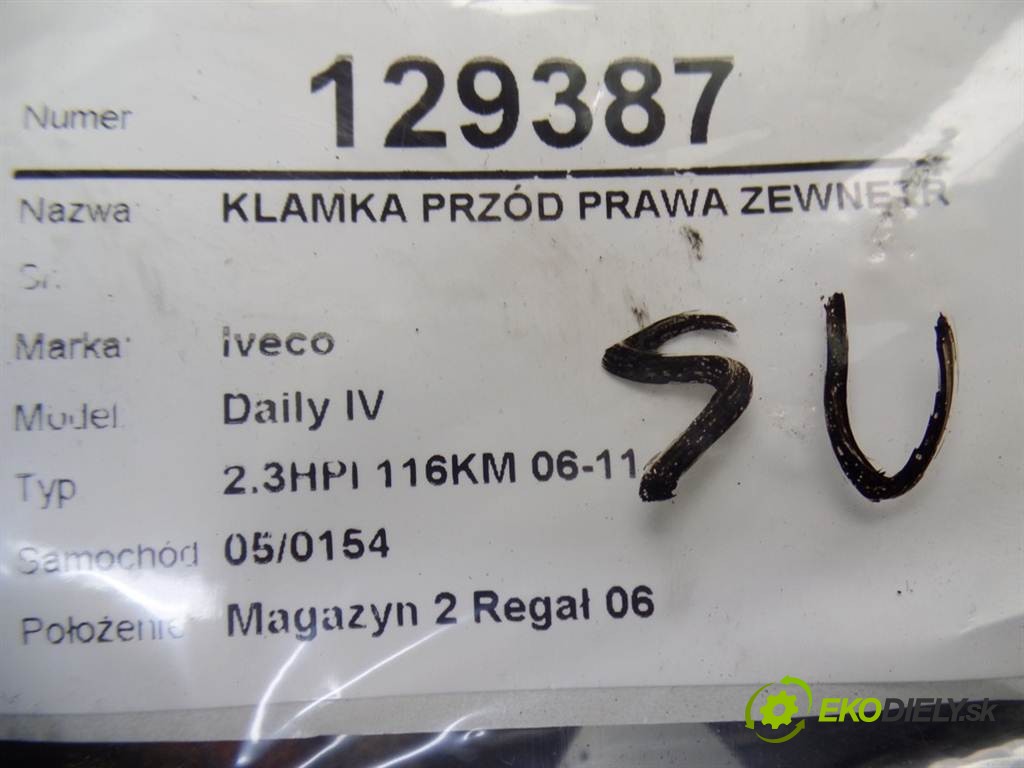 Numer 129387
Nazwa: KLAMKA PRZÓD PRAWA ZEWNĘTR
Sr.
Marka: Iveco
Model: Daily IV
Typ 2.3HPI 116KM 06-11
SU
Samochód 05/0154
Położenie Magazyn 2 Regał 06
EKODIELY.sk